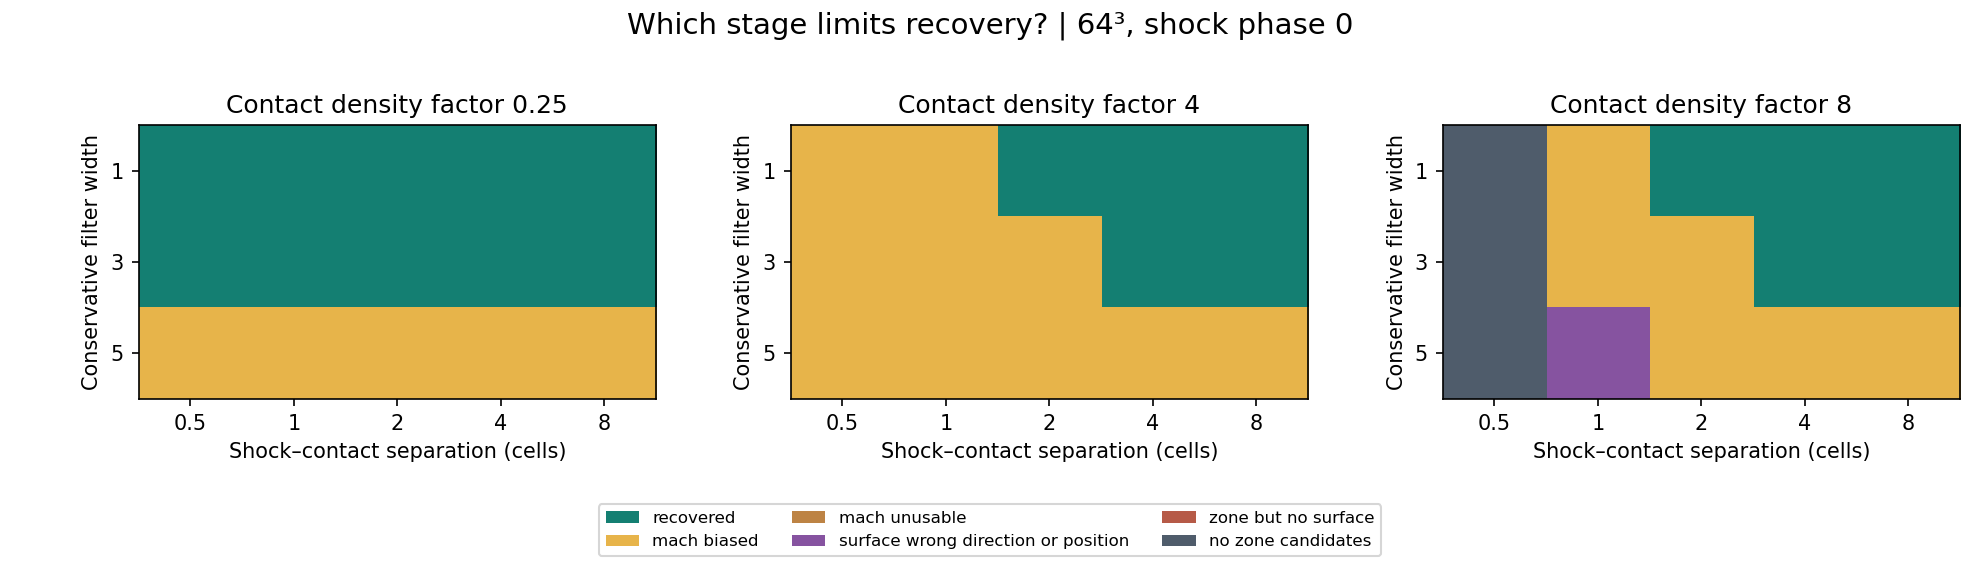 Which stage limits recovery? | 64³, shock phase 0
Contact density factor 0.25
Conservative filter width
1
3
5
0.5 1 2 4 8
Shock–contact separation (cells)
Contact density factor 4
Conservative filter width
1
3
5
0.5 1 2 4 8
Shock–contact separation (cells)
Contact density factor 8
Conservative filter width
1
3
5
0.5 1 2 4 8
Shock–contact separation (cells)
recovered
mach biased
mach unusable
surface wrong direction or position
zone but no surface
no zone candidates